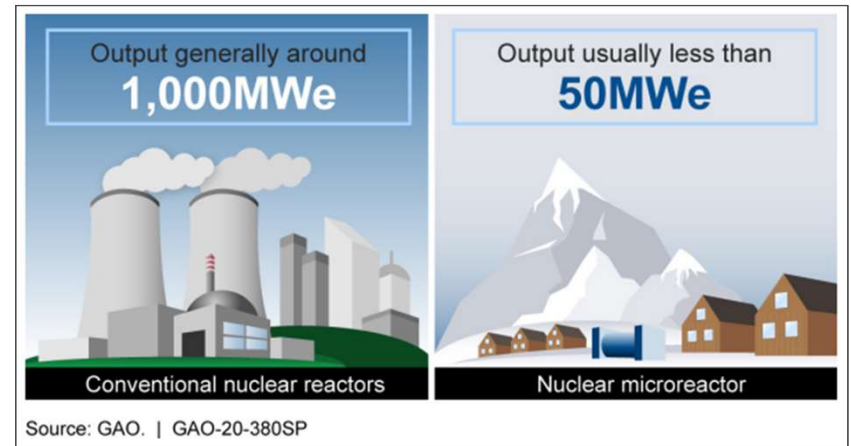 Output generally around
1,000MWe
Conventional nuclear reactors
Output usually less than
50MWe
Nuclear microreactor
Source: GAO. | GAO-20-380SP